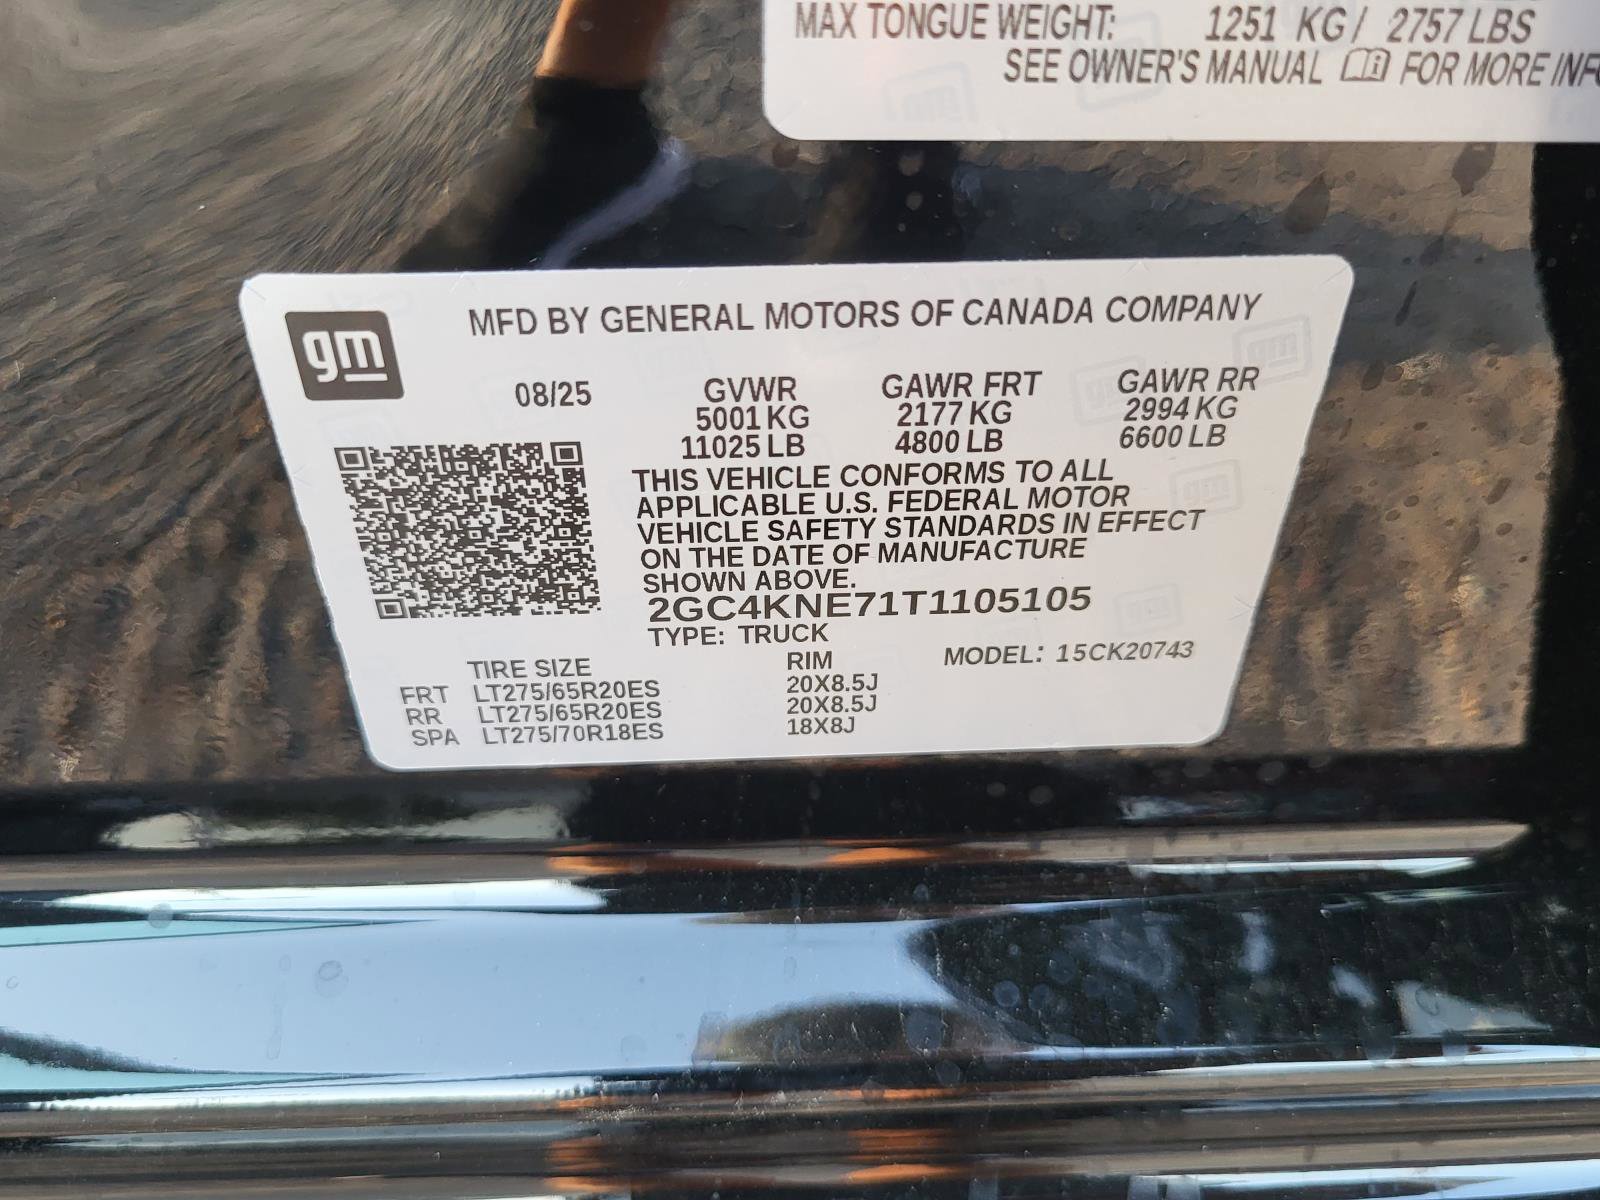 MAX TONGUE WEIGHT: 1251 KG / 2757 LBS
SEE OWNER'S MANUAL FOR MORE INFO
gm
MFD BY GENERAL MOTORS OF CANADA COMPANY
08/25 GVWR GAWR FRT GAWR RR
5001 KG 2177 KG 2994 KG
11025 LB 4800 LB 6600 LB
THIS VEHICLE CONFORMS TO ALL
APPLICABLE U.S. FEDERAL MOTOR
VEHICLE SAFETY STANDARDS IN EFFECT
ON THE DATE OF MANUFACTURE
SHOWN ABOVE.
2GC4KNE71T1105105
TYPE: TRUCK
TIRE SIZE RIM MODEL: 15CK20743
FRT LT275/65R20ES 20X8.5J
RR LT275/65R20ES 20X8.5J
SPA LT275/70R18ES 18X8J